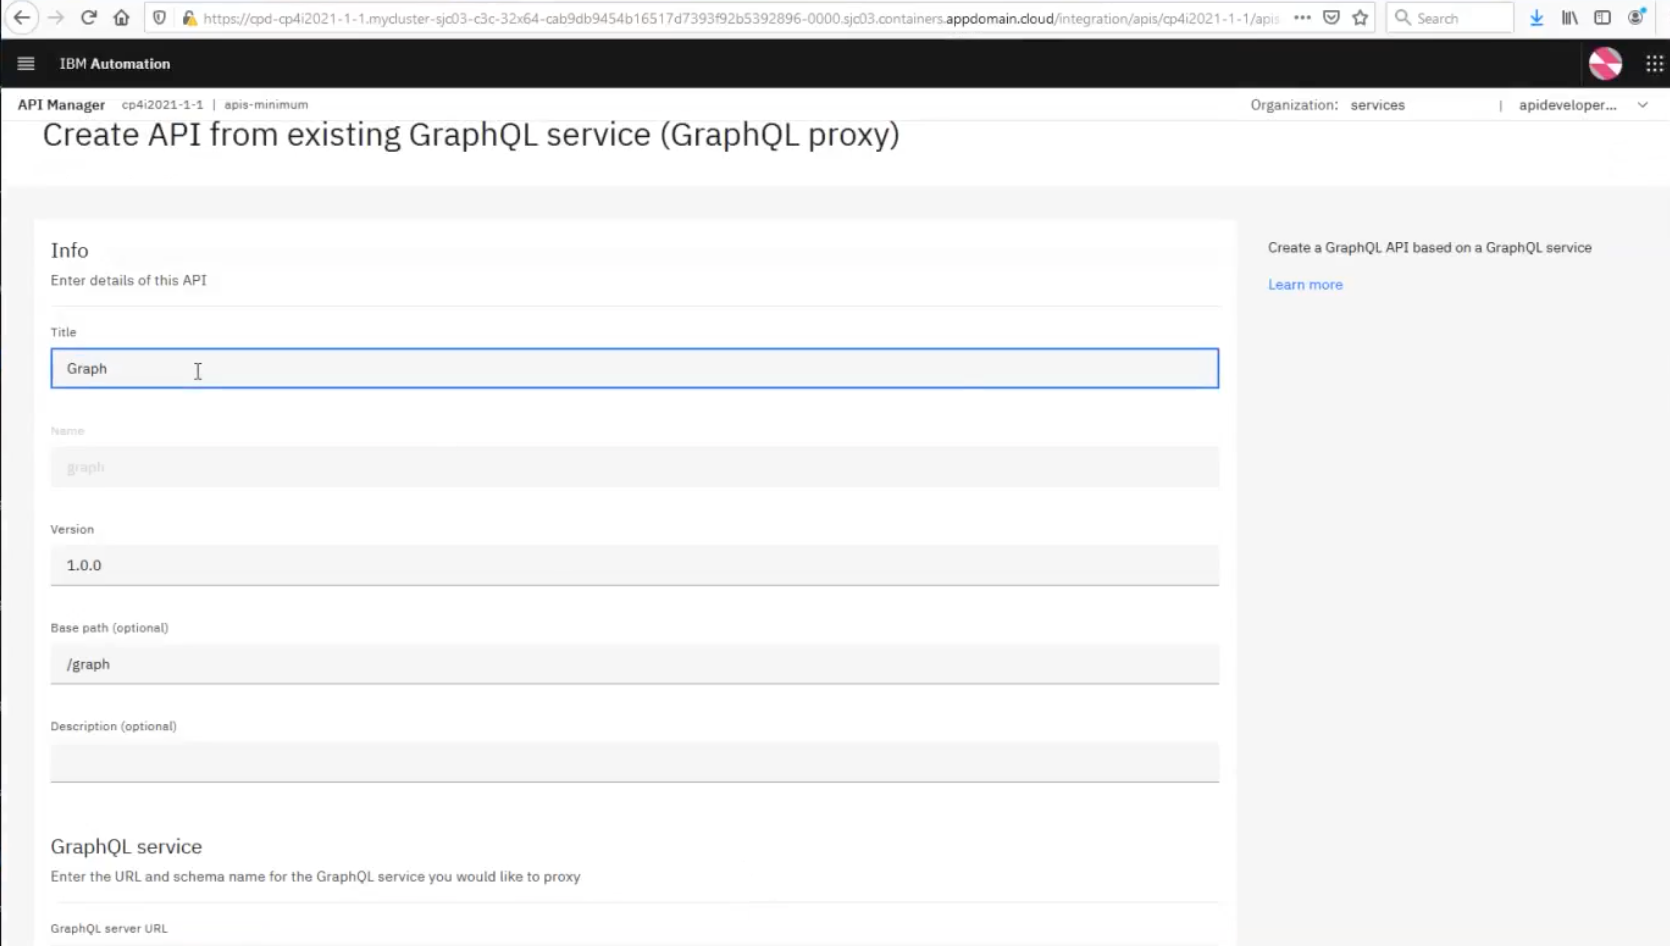 https://cpd-cp4i2021-1-1.mycluster-sjc03-c3c-32x64-cab9db9454b16517d7393f92b5392896-0000.sjc03.containers.appdomain.cloud/integration/apis/cp4i2021-1-1/apis
Search
IBM Automation
API Manager cp4i2021-1-1 | apis-minimum
Organization: services | apideveloper...
Create API from existing GraphQL service (GraphQL proxy)
Info
Enter details of this API
Title
Graph
Name
graph
Version
1.0.0
Base path (optional)
/graph
Description (optional)
GraphQL service
Enter the URL and schema name for the GraphQL service you would like to proxy
GraphQL server URL
Create a GraphQL API based on a GraphQL service
Learn more